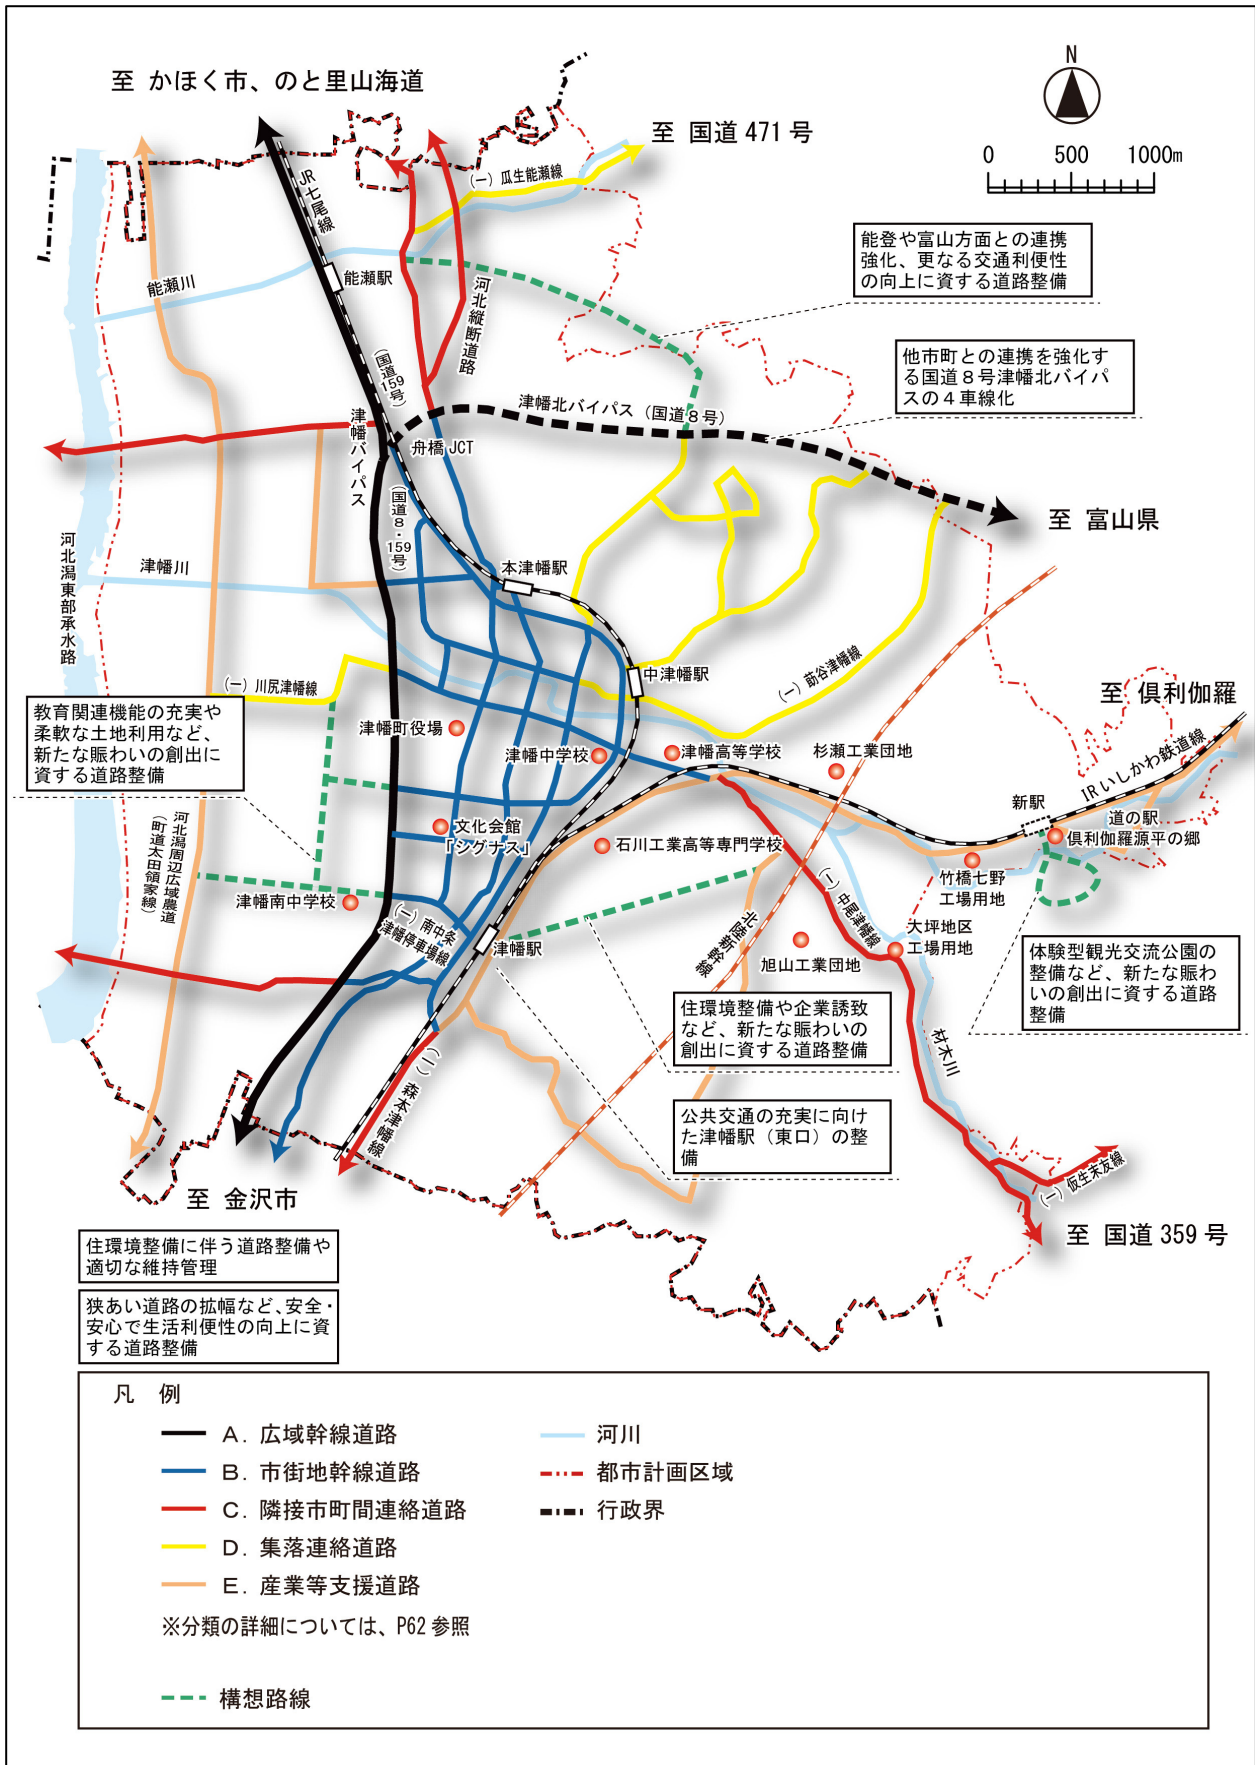 至 かほく市、のと里山海道
N
至 国道 471 号
0 500 1000m
(一) 瓜生能瀬線
JR七尾線
能登や富山方面との連携
強化、更なる交通利便性
の向上に資する道路整備
能瀬川
能瀬駅
河北縦断道路
(国道159号)
他市町との連携を強化す
る国道8号津幡北バイパ
スの4車線化
津幡北バイパス (国道8号)
津幡バイパス
舟橋 JCT
(国道8・159号)
至 富山県
河北潟東部承水路
津幡川
本津幡駅
中津幡駅
(一) 莇谷津幡線
(一) 川尻津幡線
至 倶利伽羅
教育関連機能の充実や
柔軟な土地利用など、
新たな賑わいの創出に
資する道路整備
津幡町役場
津幡中学校
津幡高等学校
杉瀬工業団地
IR いしかわ鉄道線
新駅
道の駅
倶利伽羅源平の郷
河北潟周辺広域農道
(町道太田領家線)
文化会館
「シグナス」
石川工業高等専門学校
竹橋七野
工場用地
津幡南中学校
(一) 南中条
津幡停車場線
津幡駅
北陸新幹線
(一) 中尾津幡線
大坪地区
工場用地
旭山工業団地
体験型観光交流公園の
整備など、新たな賑わ
いの創出に資する道路
整備
住環境整備や企業誘致
など、新たな賑わいの
創出に資する道路整備
材木川
(一) 森本津幡線
公共交通の充実に向け
た津幡駅（東口）の整
備
(一) 仮生末友線
至 金沢市
至 国道 359 号
住環境整備に伴う道路整備や
適切な維持管理
狭あい道路の拡幅など、安全・
安心で生活利便性の向上に資
する道路整備
凡 例
A. 広域幹線道路
B. 市街地幹線道路
C. 隣接市町間連絡道路
D. 集落連絡道路
E. 産業等支援道路
※分類の詳細については、P62 参照
構想路線
河川
都市計画区域
行政界